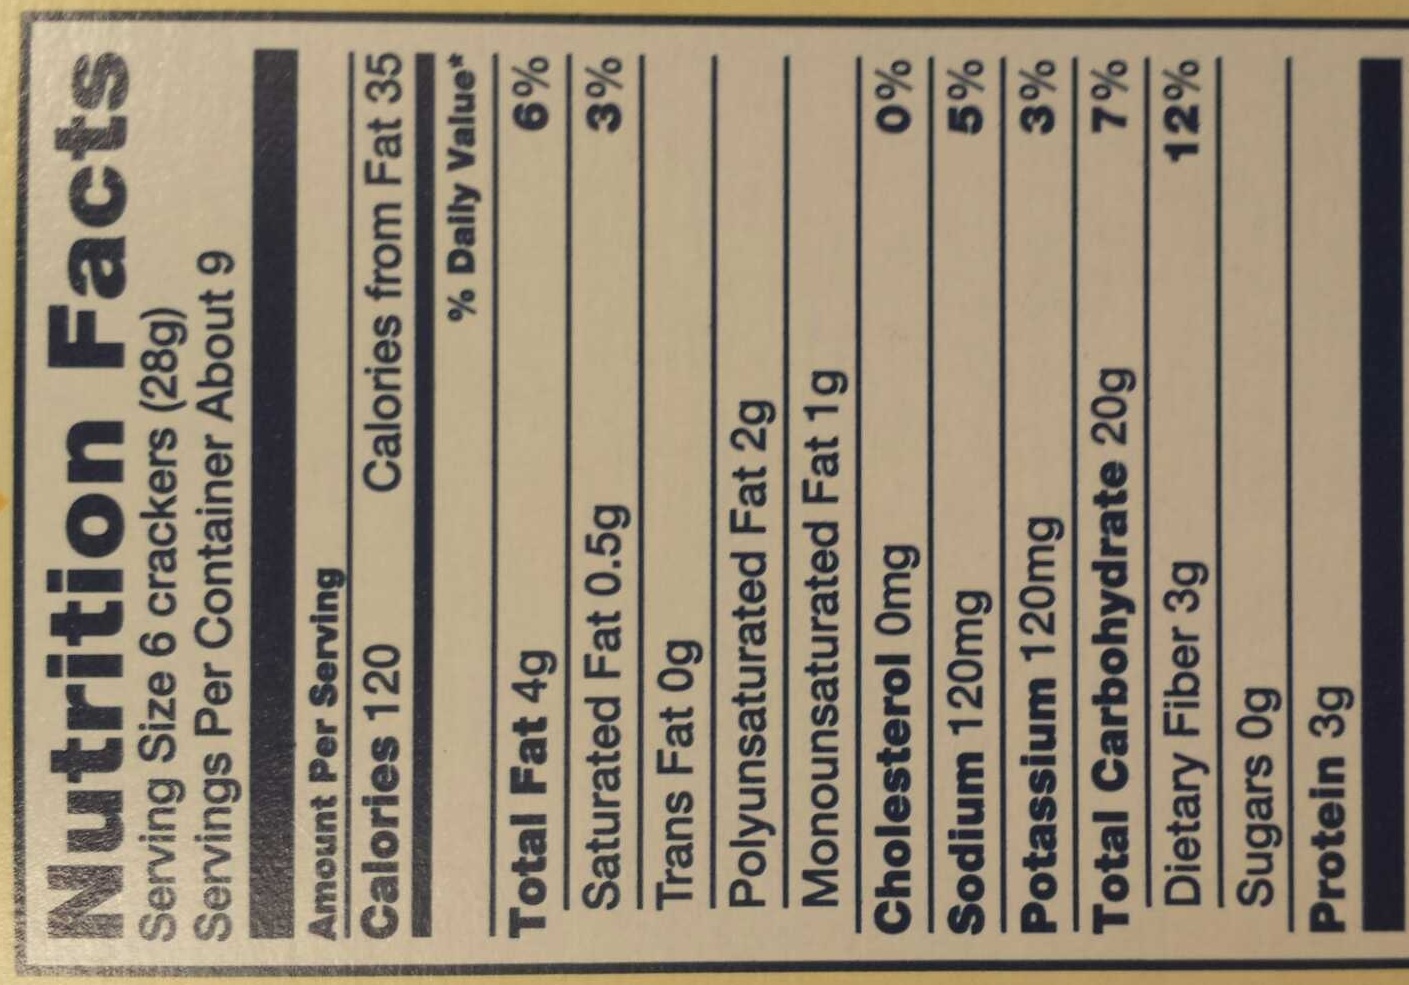 Nutrition Facts
Serving Size 6 crackers (28g)
Servings Per Container About 9
Amount Per Serving
Calories 120 Calories from Fat 35
% Daily Value*
Total Fat 4g 6%
Saturated Fat 0.5g 3%
Trans Fat 0g
Polyunsaturated Fat 2g
Monounsaturated Fat 1g
Cholesterol 0mg 0%
Sodium 120mg 5%
Potassium 120mg 3%
Total Carbohydrate 20g 7%
Dietary Fiber 3g 12%
Sugars 0g
Protein 3g